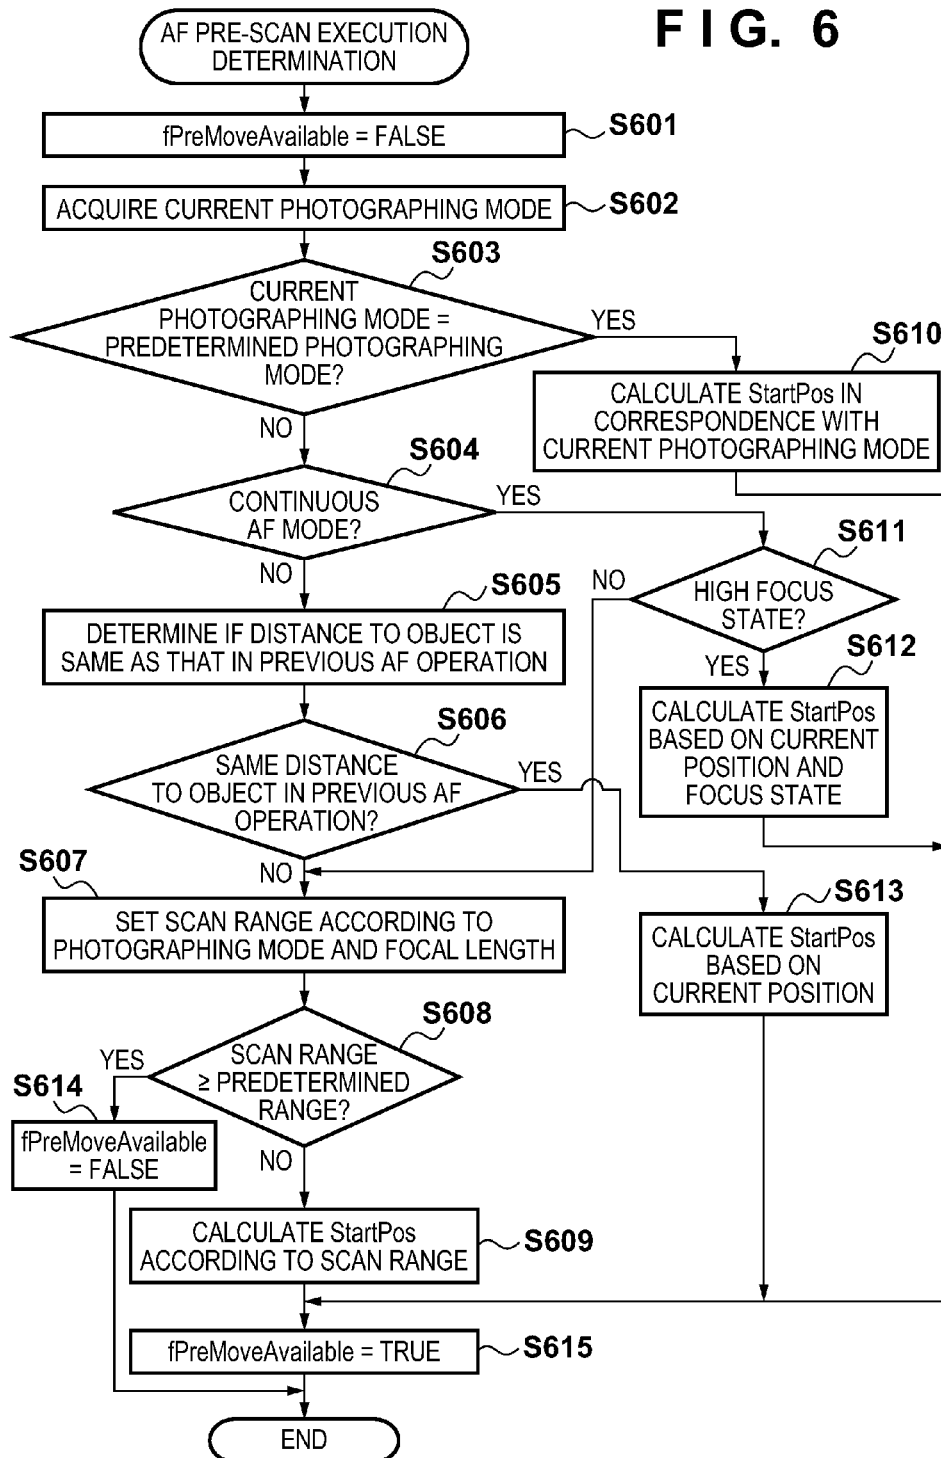 FIG. 6
AF PRE-SCAN EXECUTION
DETERMINATION
fPreMoveAvailable = FALSE
S601
ACQUIRE CURRENT PHOTOGRAPHING MODE
S602
S603
CURRENT
PHOTOGRAPHING MODE =
PREDETERMINED PHOTOGRAPHING
MODE?
YES
NO
S610
CALCULATE StartPos IN
CORRESPONDENCE WITH
CURRENT PHOTOGRAPHING MODE
S604
CONTINUOUS
AF MODE?
YES
NO
S611
HIGH FOCUS
STATE?
NO
YES
S605
DETERMINE IF DISTANCE TO OBJECT IS
SAME AS THAT IN PREVIOUS AF OPERATION
S612
CALCULATE StartPos
BASED ON CURRENT
POSITION AND
FOCUS STATE
S606
SAME DISTANCE
TO OBJECT IN PREVIOUS AF
OPERATION?
YES
NO
S607
SET SCAN RANGE ACCORDING TO
PHOTOGRAPHING MODE AND FOCAL LENGTH
S613
CALCULATE StartPos
BASED ON
CURRENT POSITION
S608
SCAN RANGE
≥ PREDETERMINED
RANGE?
YES
NO
S614
fPreMoveAvailable
= FALSE
CALCULATE StartPos
ACCORDING TO SCAN RANGE
S609
fPreMoveAvailable = TRUE
S615
END